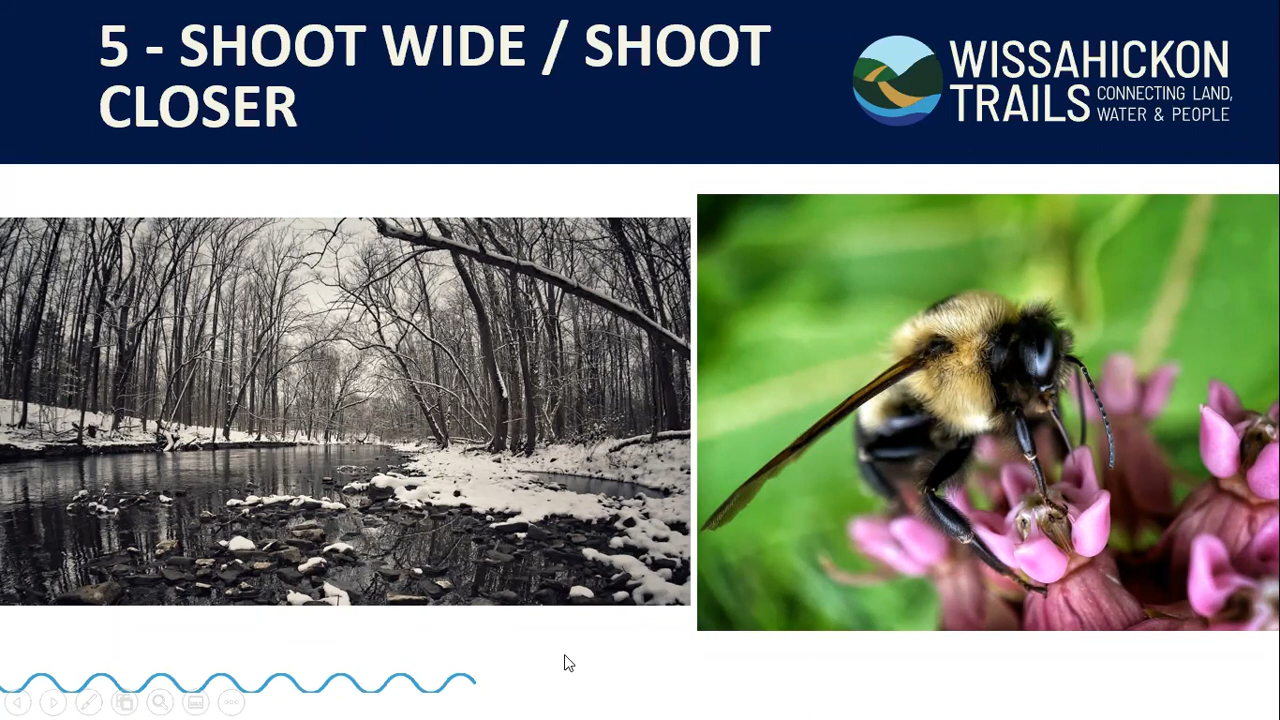 5 - SHOOT WIDE / SHOOT
CLOSER
WISSAHICKON
TRAILS
CONNECTING LAND,
WATER & PEOPLE